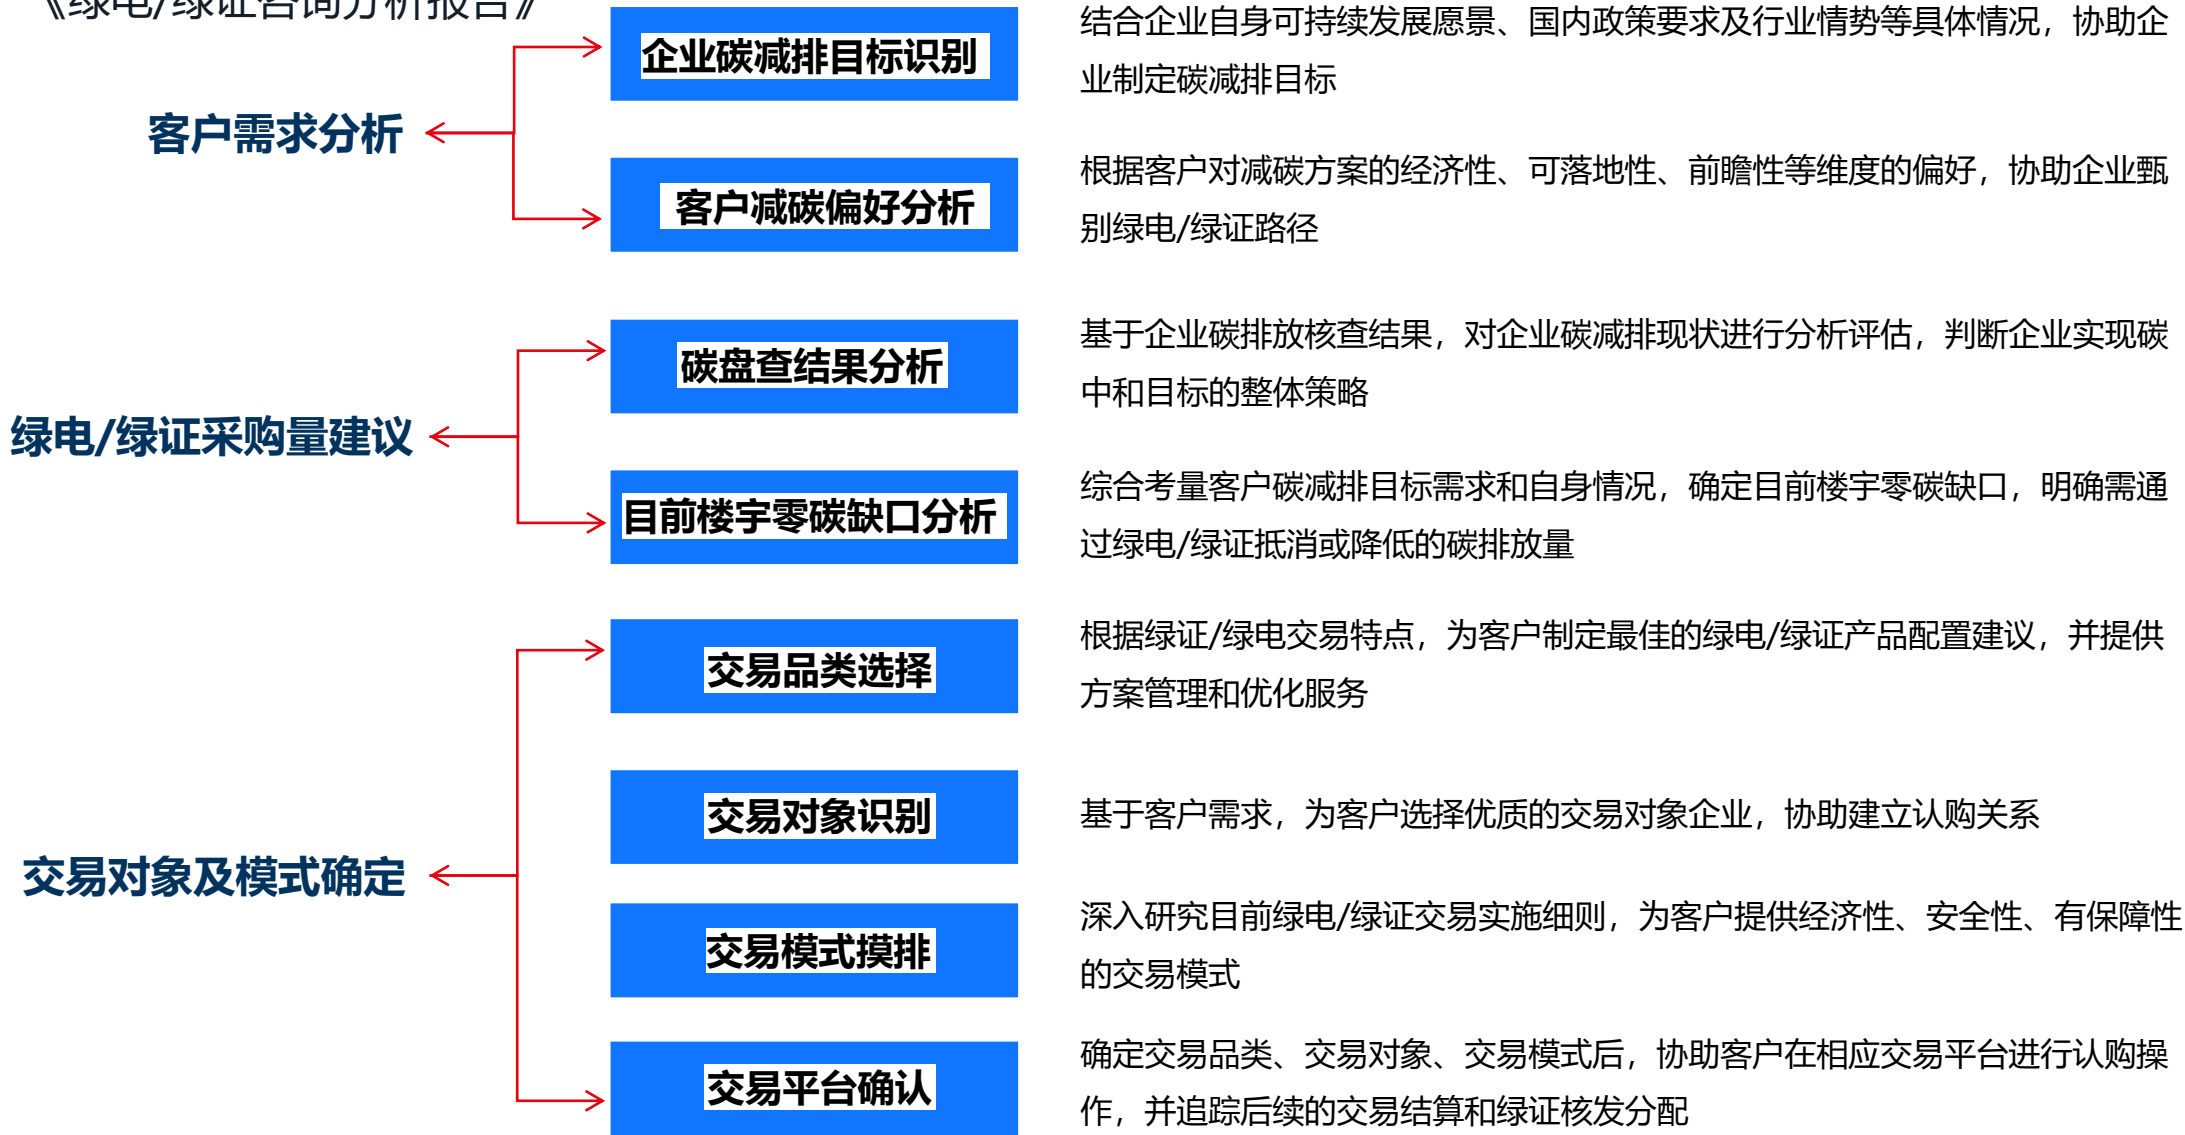 《绿电/绿证咨询分析报告》
客户需求分析
企业碳减排目标识别
结合企业自身可持续发展愿景、国内政策要求及行业情势等具体情况，协助企
业制定碳减排目标
客户减碳偏好分析
根据客户对减碳方案的经济性、可落地性、前瞻性等维度的偏好，协助企业甄
别绿电/绿证路径
绿电/绿证采购量建议
碳盘查结果分析
基于企业碳排放核查结果，对企业碳减排现状进行分析评估，判断企业实现碳
中和目标的整体策略
目前楼宇零碳缺口分析
综合考量客户碳减排目标需求和自身情况，确定目前楼宇零碳缺口，明确需通
过绿电/绿证抵消或降低的碳排放量
交易对象及模式确定
交易品类选择
根据绿证/绿电交易特点，为客户制定最佳的绿电/绿证产品配置建议，并提供
方案管理和优化服务
交易对象识别
基于客户需求，为客户选择优质的交易对象企业，协助建立认购关系
交易模式摸排
深入研究目前绿电/绿证交易实施细则，为客户提供经济性、安全性、有保障性
的交易模式
交易平台确认
确定交易品类、交易对象、交易模式后，协助客户在相应交易平台进行认购操
作，并追踪后续的交易结算和绿证核发分配